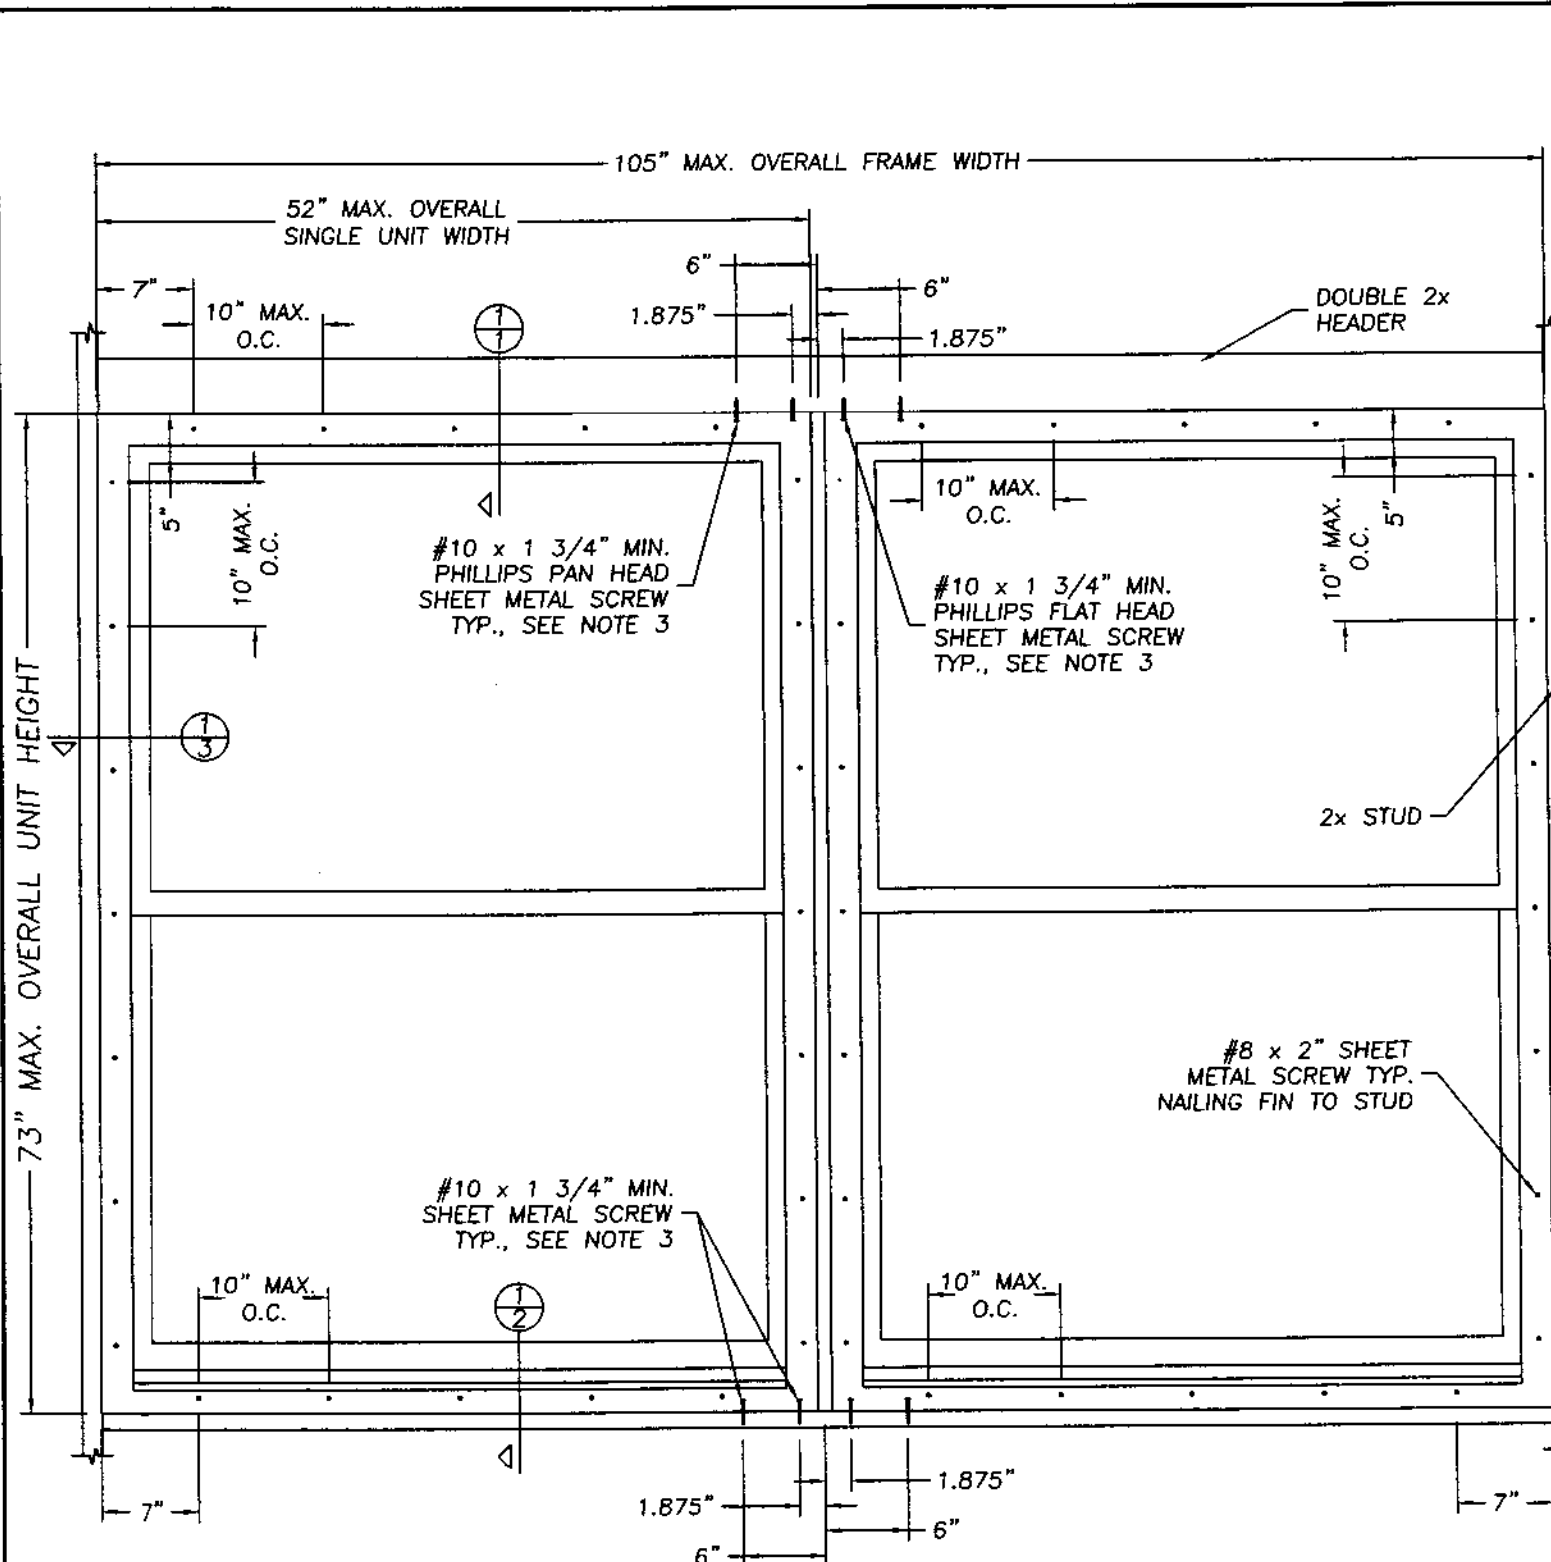 105" MAX. OVERALL FRAME WIDTH
52" MAX. OVERALL
SINGLE UNIT WIDTH
6"
7"
6"
10" MAX.
O.C.
1
1
1.875"
1.875"
DOUBLE 2x
HEADER
5"
10" MAX.
O.C.
10" MAX.
O.C.
10" MAX.
O.C.
5"
#10 x 1 3/4" MIN.
PHILLIPS PAN HEAD
SHEET METAL SCREW
TYP., SEE NOTE 3
#10 x 1 3/4" MIN.
PHILLIPS FLAT HEAD
SHEET METAL SCREW
TYP., SEE NOTE 3
73" MAX. OVERALL UNIT HEIGHT
1
3
2x STUD
#8 x 2" SHEET
METAL SCREW TYP.
NAILING FIN TO STUD
#10 x 1 3/4" MIN.
SHEET METAL SCREW
TYP., SEE NOTE 3
10" MAX.
O.C.
1
2
10" MAX.
O.C.
7"
1.875"
1.875"
7"
6"
6"